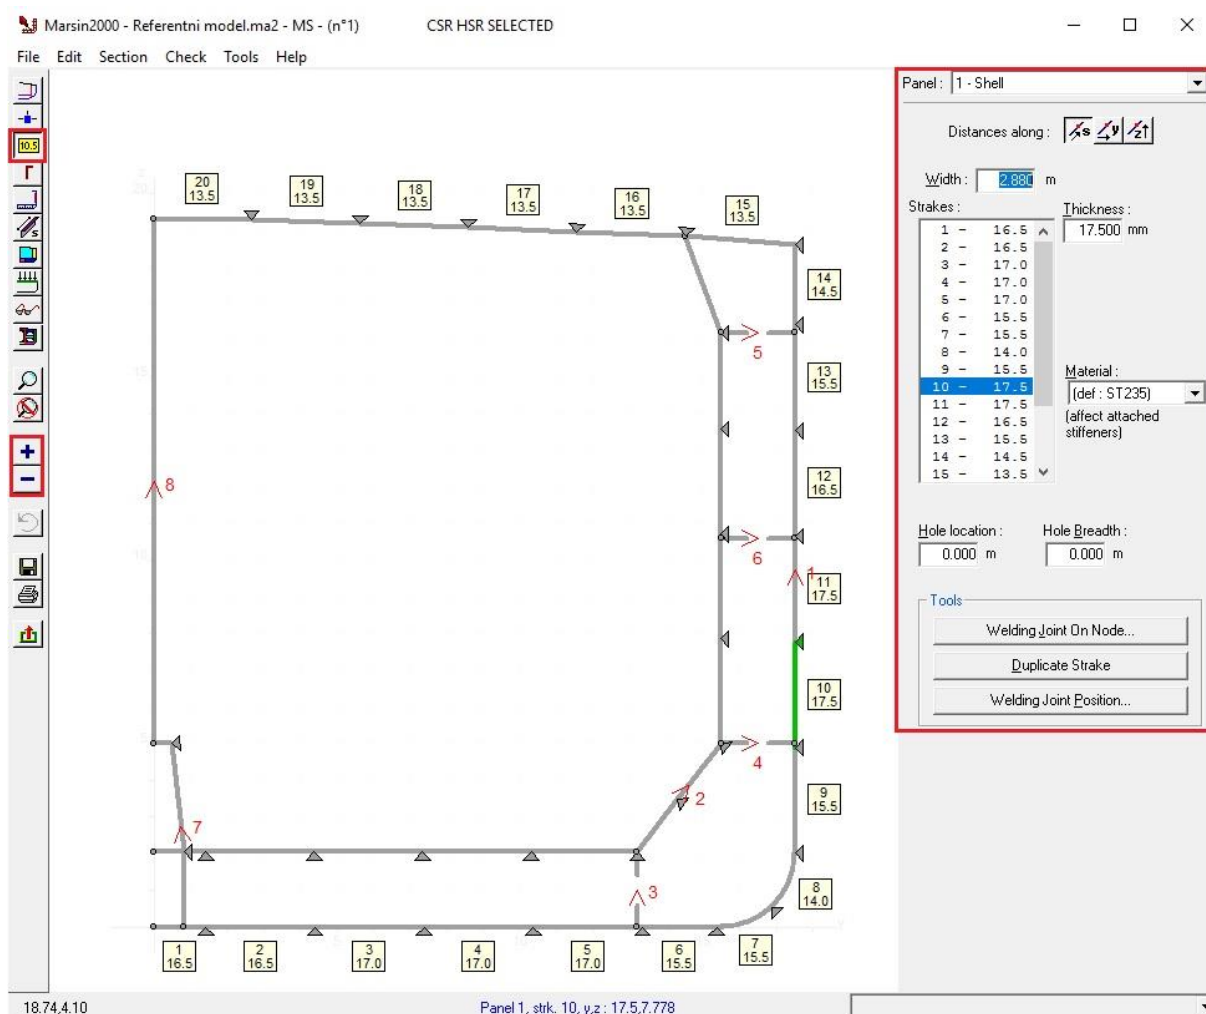 Marsin2000 - Referentni model.ma2 - MS - (n°1) CSR HSR SELECTED
File Edit Section Check Tools Help
Panel : 1 - Shell
Distances along : s y z
Width : 2.880 m
Strakes :
Thickness :
17.500 mm
1 - 16.5
2 - 16.5
3 - 17.0
4 - 17.0
5 - 17.0
6 - 15.5
7 - 15.5
8 - 14.0
9 - 15.5
10 - 17.5
11 - 17.5
12 - 16.5
13 - 15.5
14 - 14.5
15 - 13.5
Material :
(def : ST235)
(affect attached
stiffeners)
Hole location :
0.000 m
Hole Breadth :
0.000 m
Tools
Welding Joint On Node...
Duplicate Strake
Welding Joint Position...
10.5
20
13.5
19
13.5
18
13.5
17
13.5
16
13.5
15
13.5
14
14.5
13
15.5
12
16.5
11
17.5
10
17.5
9
15.5
8
14.0
7
15.5
6
15.5
5
17.0
4
17.0
3
17.0
2
16.5
1
16.5
5
6
1
8
4
2
7
3
18.74,4.10
Panel 1, strk. 10, y,z : 17.5,7.778